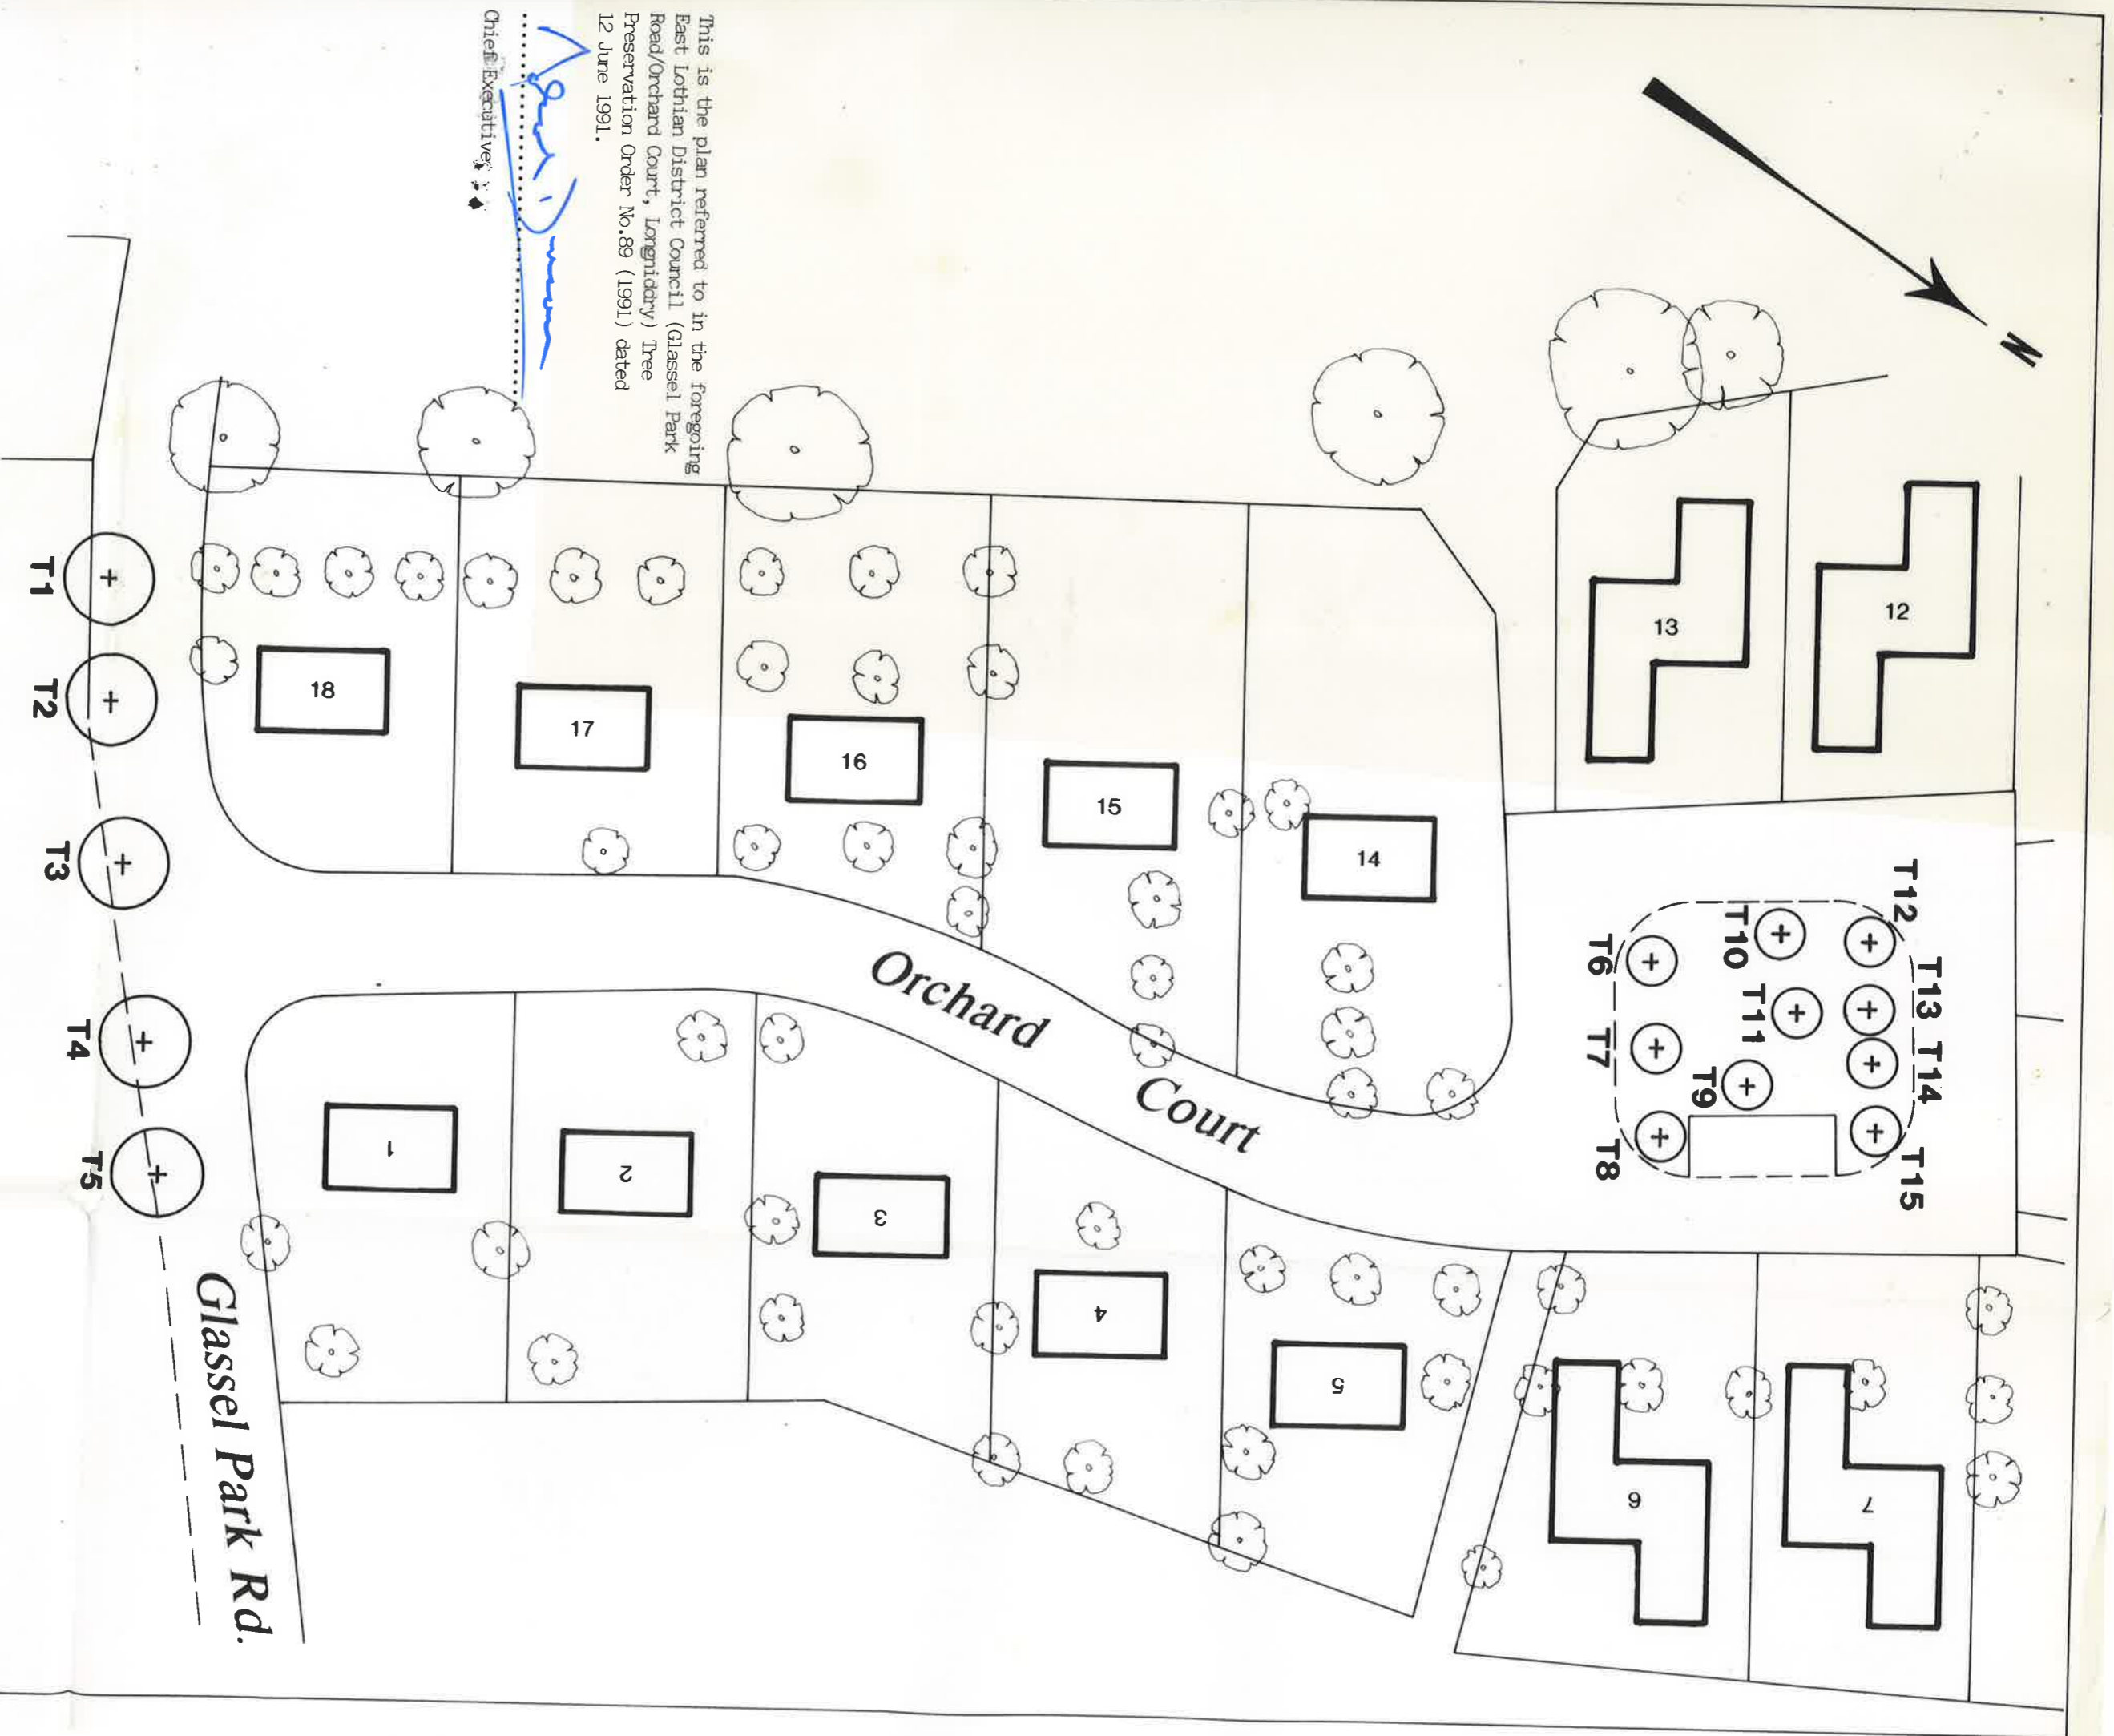 This is the plan referred to in the foregoing
East Lothian District Council (Glassel Park
Road/Orchard Court, Longniddry) Tree
Preservation Order No.89 (1991) dated
12 June 1991.
Chief Executive
N
12
13
14
15
16
17
18
1
2
3
4
5
6
7
Orchard
Court
Glassel Park Rd.
T1
T2
T3
T4
T5
T6
T7
T8
T9
T10
T11
T12
T13
T14
T15